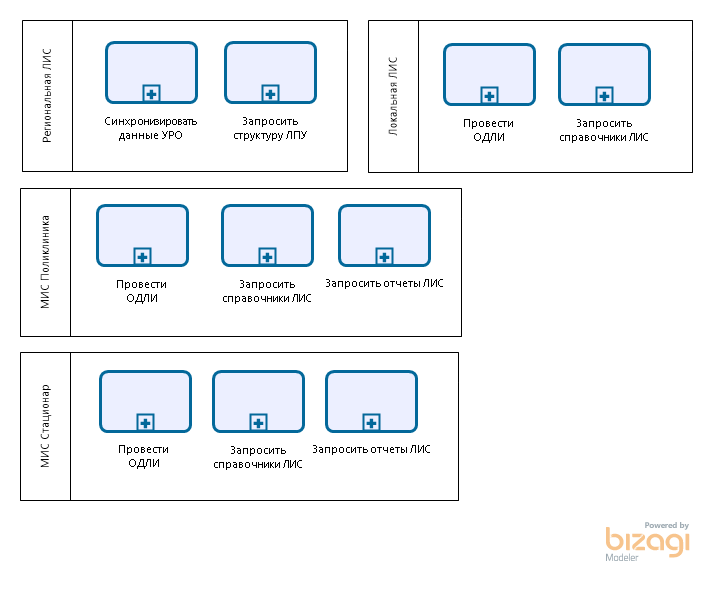 Региональная ЛИС
Синхронизировать
данные УРО
Запросить
структуру ЛПУ
Локальная ЛИС
Провести
ОДЛИ
Запросить
справочники ЛИС
МИС Поликлиника
Провести
ОДЛИ
Запросить
справочники ЛИС
Запросить отчеты ЛИС
МИС Стационар
Провести
ОДЛИ
Запросить
справочники ЛИС
Запросить отчеты ЛИС
Powered by
bizagi
Modeler